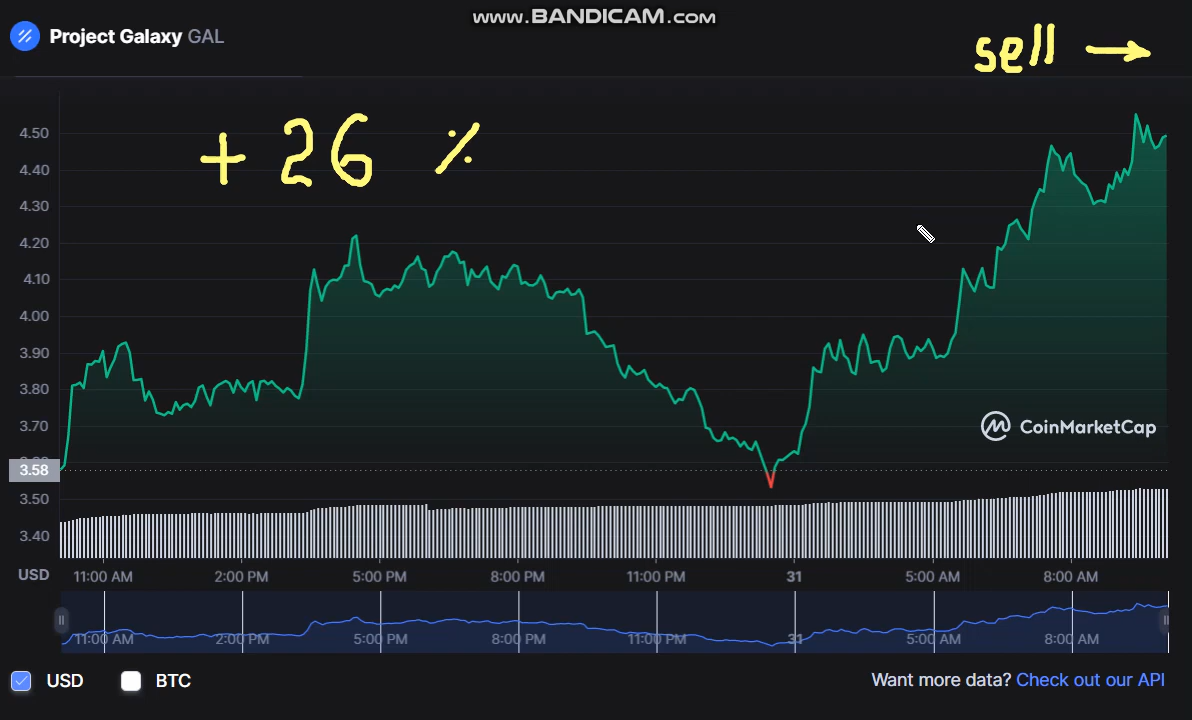 www.BANDICAM.com
Project Galaxy GAL
sell →
+ 26 %
4.50
4.40
4.30
4.20
4.10
4.00
3.90
3.80
3.70
CoinMarketCap
3.58
3.50
3.40
USD 11:00 AM 2:00 PM 5:00 PM 8:00 PM 11:00 PM 31 5:00 AM 8:00 AM
11:00 AM 2:00 PM 5:00 PM 8:00 PM 11:00 PM 31 5:00 AM 8:00 AM
USD BTC Want more data? Check out our API